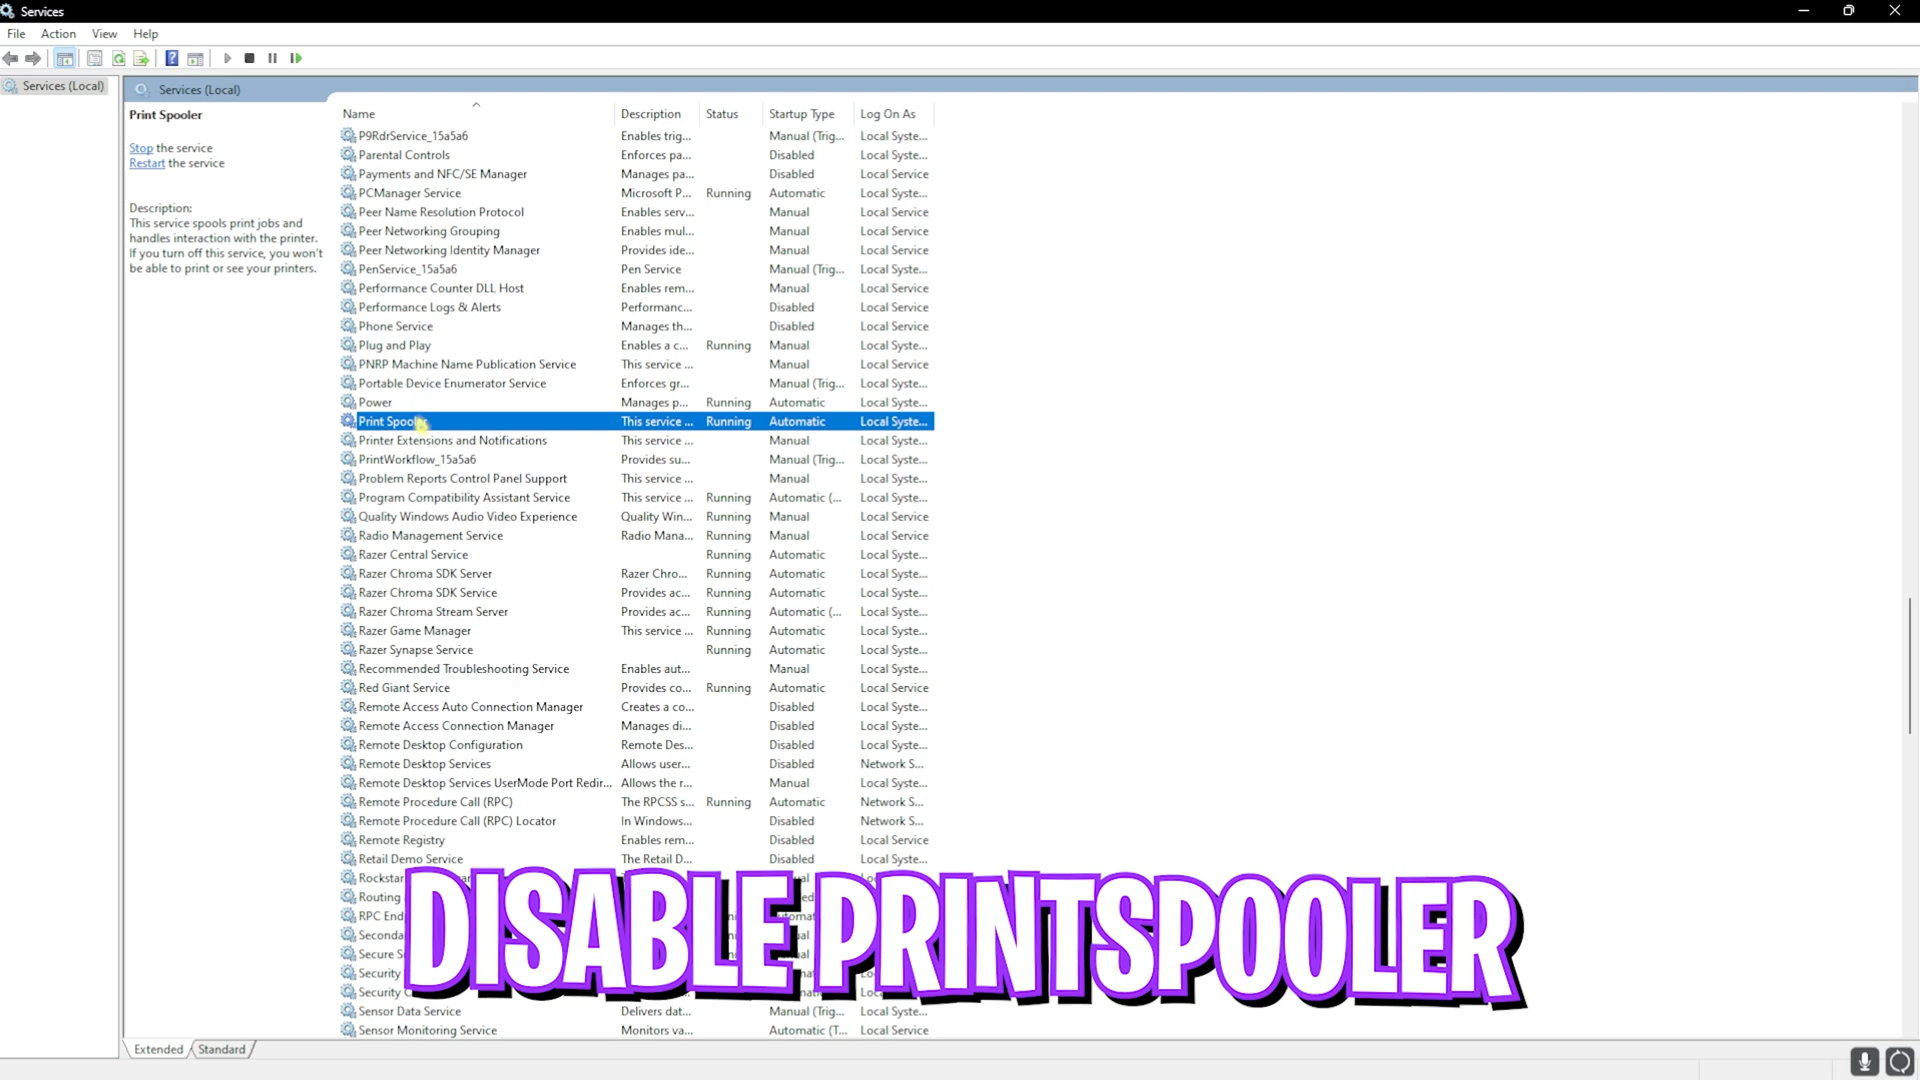 Services
File Action View Help
Services (Local)
Services (Local)
Print Spooler
Stop the service
Restart the service
Description:
This service spools print jobs and
handles interaction with the printer.
If you turn off this service, you won't
be able to print or see your printers.
Name Description Status Startup Type Log On As
P9RdrService_15a5a6 Enables trig... Manual (Trig... Local Syste...
Parental Controls Enforces pa... Disabled Local Syste...
Payments and NFC/SE Manager Manages pa... Disabled Local Service
PCManager Service Microsoft P... Running Automatic Local Syste...
Peer Name Resolution Protocol Enables serv... Manual Local Service
Peer Networking Grouping Enables mul... Manual Local Service
Peer Networking Identity Manager Provides ide... Manual Local Service
PenService_15a5a6 Pen Service Manual (Trig... Local Syste...
Performance Counter DLL Host Enables rem... Manual Local Service
Performance Logs & Alerts Performanc... Disabled Local Service
Phone Service Manages th... Disabled Local Service
Plug and Play Enables a c... Running Manual Local Syste...
PNRP Machine Name Publication Service This service ... Manual Local Service
Portable Device Enumerator Service Enforces gr... Manual (Trig... Local Syste...
Power Manages p... Running Automatic Local Syste...
Print Spooler This service ... Running Automatic Local Syste...
Printer Extensions and Notifications This service ... Manual Local Syste...
PrintWorkflow_15a5a6 Provides su... Manual (Trig... Local Syste...
Problem Reports Control Panel Support This service ... Manual Local Syste...
Program Compatibility Assistant Service This service ... Running Automatic (... Local Syste...
Quality Windows Audio Video Experience Quality Win... Running Manual Local Service
Radio Management Service Radio Mana... Running Manual Local Service
Razer Central Service Running Automatic Local Syste...
Razer Chroma SDK Server Razer Chro... Running Automatic Local Syste...
Razer Chroma SDK Service Provides ac... Running Automatic Local Syste...
Razer Chroma Stream Server Provides ac... Running Automatic (... Local Syste...
Razer Game Manager This service ... Running Automatic Local Syste...
Razer Synapse Service Running Automatic Local Syste...
Recommended Troubleshooting Service Enables aut... Manual Local Syste...
Red Giant Service Provides co... Running Automatic Local Service
Remote Access Auto Connection Manager Creates a co... Disabled Local Syste...
Remote Access Connection Manager Manages di... Disabled Local Syste...
Remote Desktop Configuration Remote Des... Disabled Local Syste...
Remote Desktop Services Allows user... Disabled Network S...
Remote Desktop Services UserMode Port Redir... Allows the r... Manual Local Syste...
Remote Procedure Call (RPC) The RPCSS s... Running Automatic Network S...
Remote Procedure Call (RPC) Locator In Windows... Disabled Network S...
Remote Registry Enables rem... Disabled Local Service
Retail Demo Service The Retail D... Disabled Local Syste...
Rockstar
Routing
RPC End
Seconda
Secure S
Security
Security C
DISABLE PRINTSPOOLER
Sensor Data Service Delivers dat... Manual (Trig... Local Syste...
Sensor Monitoring Service Monitors va... Automatic (T... Local Service
Extended Standard